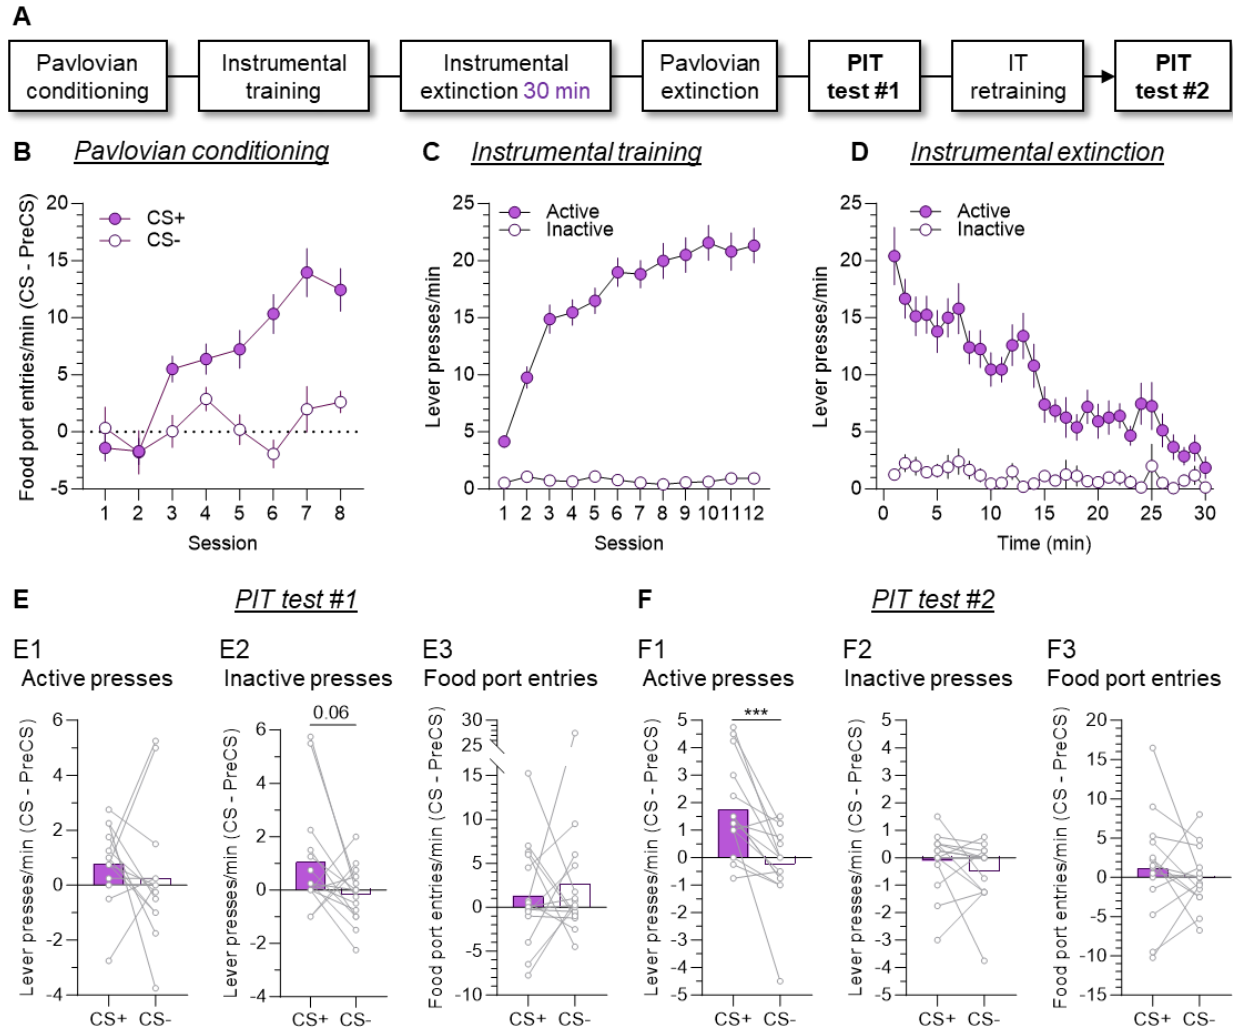 A
Pavlovian
conditioning
Instrumental
training
Instrumental
extinction 30 min
Pavlovian
extinction
PIT
test #1
IT
retraining
PIT
test #2
B Pavlovian conditioning
Food port entries/min (CS - PreCS)
20
15
10
5
0
-5
CS+
CS-
1 2 3 4 5 6 7 8
Session
C Instrumental training
Lever presses/min
25
20
15
10
5
0
Active
Inactive
1 2 3 4 5 6 7 8 9 10 11 12
Session
D Instrumental extinction
Lever presses/min
25
20
15
10
5
0
Active
Inactive
0 5 10 15 20 25 30
Time (min)
E PIT test #1
E1
Active presses
Lever presses/min (CS - PreCS)
6
4
2
0
-2
-4
CS+ CS-
E2
Inactive presses
Lever presses/min (CS - PreCS)
0.06
6
4
2
0
-2
-4
CS+ CS-
E3
Food port entries
Food port entries/min (CS - PreCS)
30
25
15
10
5
0
-5
-10
CS+ CS-
F PIT test #2
F1
Active presses
Lever presses/min (CS - PreCS)
***
5
4
3
2
1
0
-1
-2
-3
-4
-5
CS+ CS-
F2
Inactive presses
Lever presses/min (CS - PreCS)
5
4
3
2
1
0
-1
-2
-3
-4
-5
CS+ CS-
F3
Food port entries
Food port entries/min (CS - PreCS)
20
15
10
5
0
-5
-10
-15
CS+ CS-